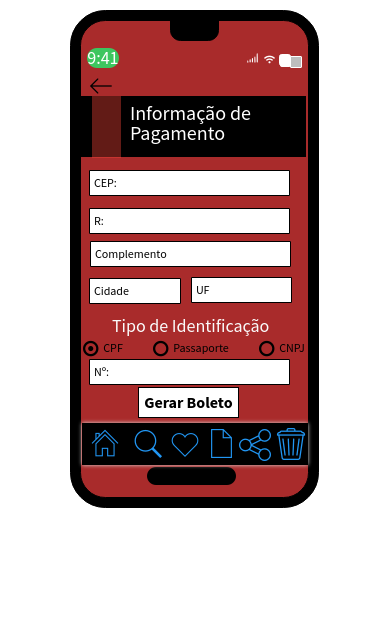 9:41
Informação de
Pagamento
CEP:
R:
Complemento
Cidade
UF
Tipo de Identificação
CPF
Passaporte
CNPJ
Nº:
Gerar Boleto